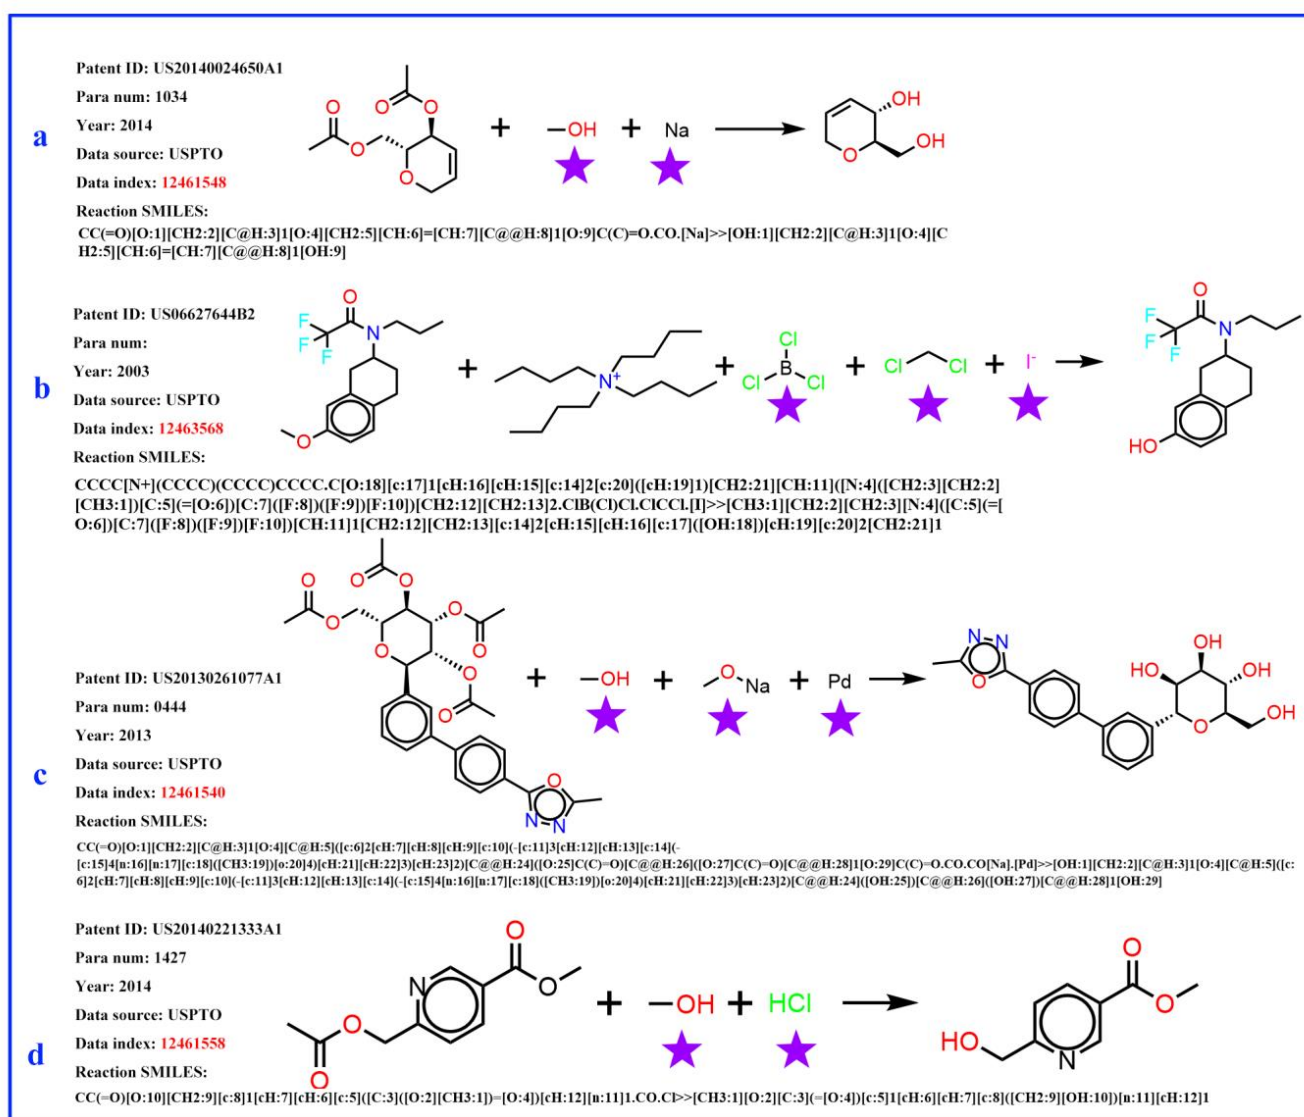 a
Patent ID: US20140024650A1
Para num: 1034
Year: 2014
Data source: USPTO
Data index: 12461548
Reaction SMILES:
CC(=O)[O:1][CH2:2][C@H:3]1[O:4][CH2:5][CH:6]=[CH:7][C@@H:8]1[O:9]C(C)=O.CO.[Na]>>[OH:1][CH2:2][C@H:3]1[O:4][C
H2:5][CH:6]=[CH:7][C@@H:8]1[OH:9]
O
O
O
O
O
+
OH
+
Na
OH
OH
O
b
Patent ID: US06627644B2
Para num:
Year: 2003
Data source: USPTO
Data index: 12463568
Reaction SMILES:
CCCC[N+](CCCC)(CCCC)CCCC.C[O:18][c:17]1[cH:16][cH:15][c:14]2[c:20]([cH:19]1)[CH2:21][CH:11]([N:4]([CH2:3][CH2:2]
[CH3:1])[C:5](=[O:6])[C:7]([F:8])([F:9])[F:10])[CH2:12][CH2:13]2.ClB(Cl)Cl.ClCCl.[I]>>[CH3:1][CH2:2][CH2:3][N:4]([C:5](=[
O:6])[C:7]([F:8])([F:9])[F:10])[CH:11]1[CH2:12][CH2:13][c:14]2[cH:15][cH:16][c:17]([OH:18])[cH:19][c:20]2[CH2:21]1
O
F
F
F
N
O
+
N+
+
Cl
B
Cl
Cl
+
Cl
Cl
+
I-
O
F
F
F
N
HO
c
Patent ID: US20130261077A1
Para num: 0444
Year: 2013
Data source: USPTO
Data index: 12461540
Reaction SMILES:
CC(=O)[O:1][CH2:2][C@H:3]1[O:4][C@H:5]([c:6]2[cH:7][cH:8][cH:9][c:10](-[c:11]3[cH:12][cH:13][c:14](-
[c:15]4[n:16][n:17][c:18]([CH3:19])[o:20]4)[cH:21][cH:22]3)[cH:23]2)[C@@H:24]([O:25]C(C)=O)[C@@H:26]([O:27]C(C)=O)[C@@H:28]1[O:29]C(C)=O.CO.CO[Na].[Pd]>>[OH:1][CH2:2][C@H:3]1[O:4][C@H:5]([c:
6]2[cH:7][cH:8][cH:9][c:10](-[c:11]3[cH:12][cH:13][c:14](-[c:15]4[n:16][n:17][c:18]([CH3:19])[o:20]4)[cH:21][cH:22]3)[cH:23]2)[C@@H:24]([OH:25])[C@@H:26]([OH:27])[C@@H:28]1[OH:29]
O
O
O
O
O
O
O
O
O
O
N
N
+
OH
+
O
Na
+
Pd
N
N
O
HO
OH
OH
OH
O
d
Patent ID: US20140221333A1
Para num: 1427
Year: 2014
Data source: USPTO
Data index: 12461558
Reaction SMILES:
CC(=O)[O:10][CH2:9][c:8]1[cH:7][cH:6][c:5]([C:3]([O:2][CH3:1])=[O:4])[cH:12][n:11]1.CO.Cl>>[CH3:1][O:2][C:3](=[O:4])[c:5]1[cH:6][cH:7][c:8]([CH2:9][OH:10])[n:11][cH:12]1
O
O
N
O
O
+
OH
+
HCl
O
O
HO
N